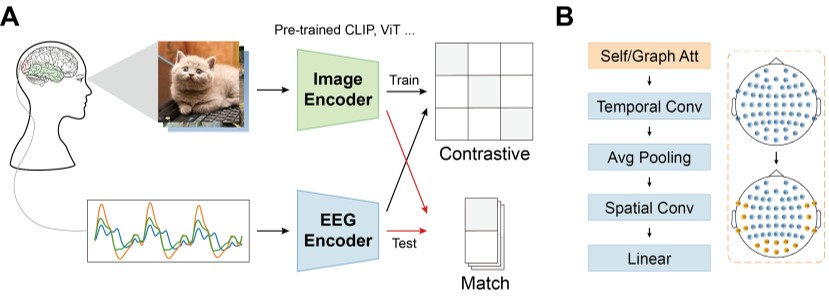 A
Pre-trained CLIP, ViT ...
Image
Encoder
Train
Contrastive
EEG
Encoder
Test
Match
B
Self/Graph Att
Temporal Conv
Avg Pooling
Spatial Conv
Linear